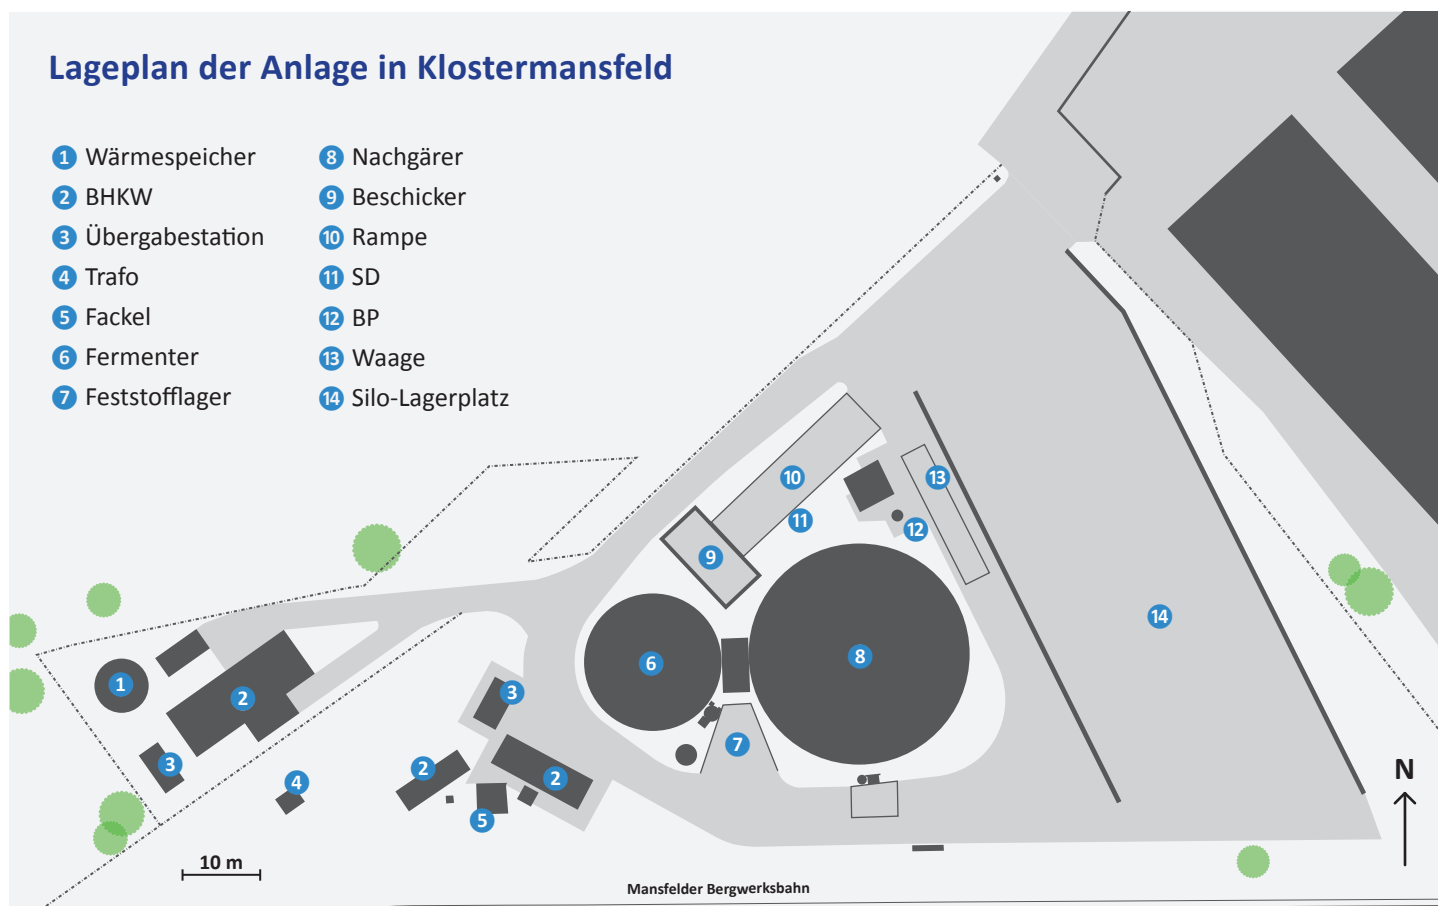 Lageplan der Anlage in Klostermansfeld
1 Wärmespeicher
2 BHKW
3 Übergabestation
4 Trafo
5 Fackel
6 Fermenter
7 Feststofflager
8 Nachgärer
9 Beschicker
10 Rampe
11 SD
12 BP
13 Waage
14 Silo-Lagerplatz
10
13
11
12
9
14
8
6
1
3
2
7
3
2
2
4
5
N
10 m
Mansfelder Bergwerksbahn